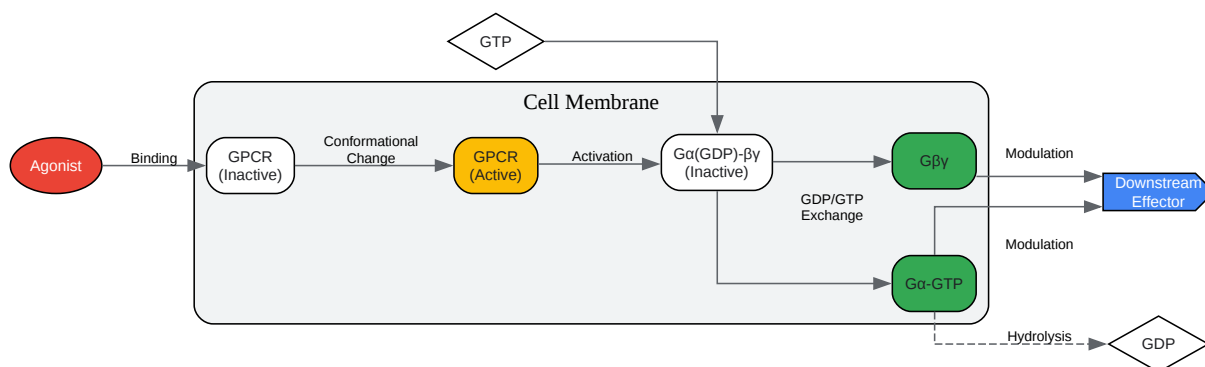 GTP
Cell Membrane
Agonist
Binding
GPCR
(Inactive)
Conformational
Change
GPCR
(Active)
Activation
Gα(GDP)-βγ
(Inactive)
Gβγ
Modulation
Downstream
Effector
GDP/GTP
Exchange
Modulation
Gα-GTP
Hydrolysis
GDP